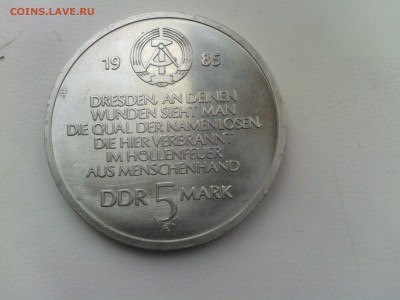 COINS.LAVE.RU
19 85
DRESDEN, AN DEINEN
WUNDEN SIEHT MAN
DIE QUAL DER NAMENLOSEN,
DIE HIER VERBRANNT
IM HÖLLENFEUER
AUS MENSCHENHAND
DDR 5 MARK
A